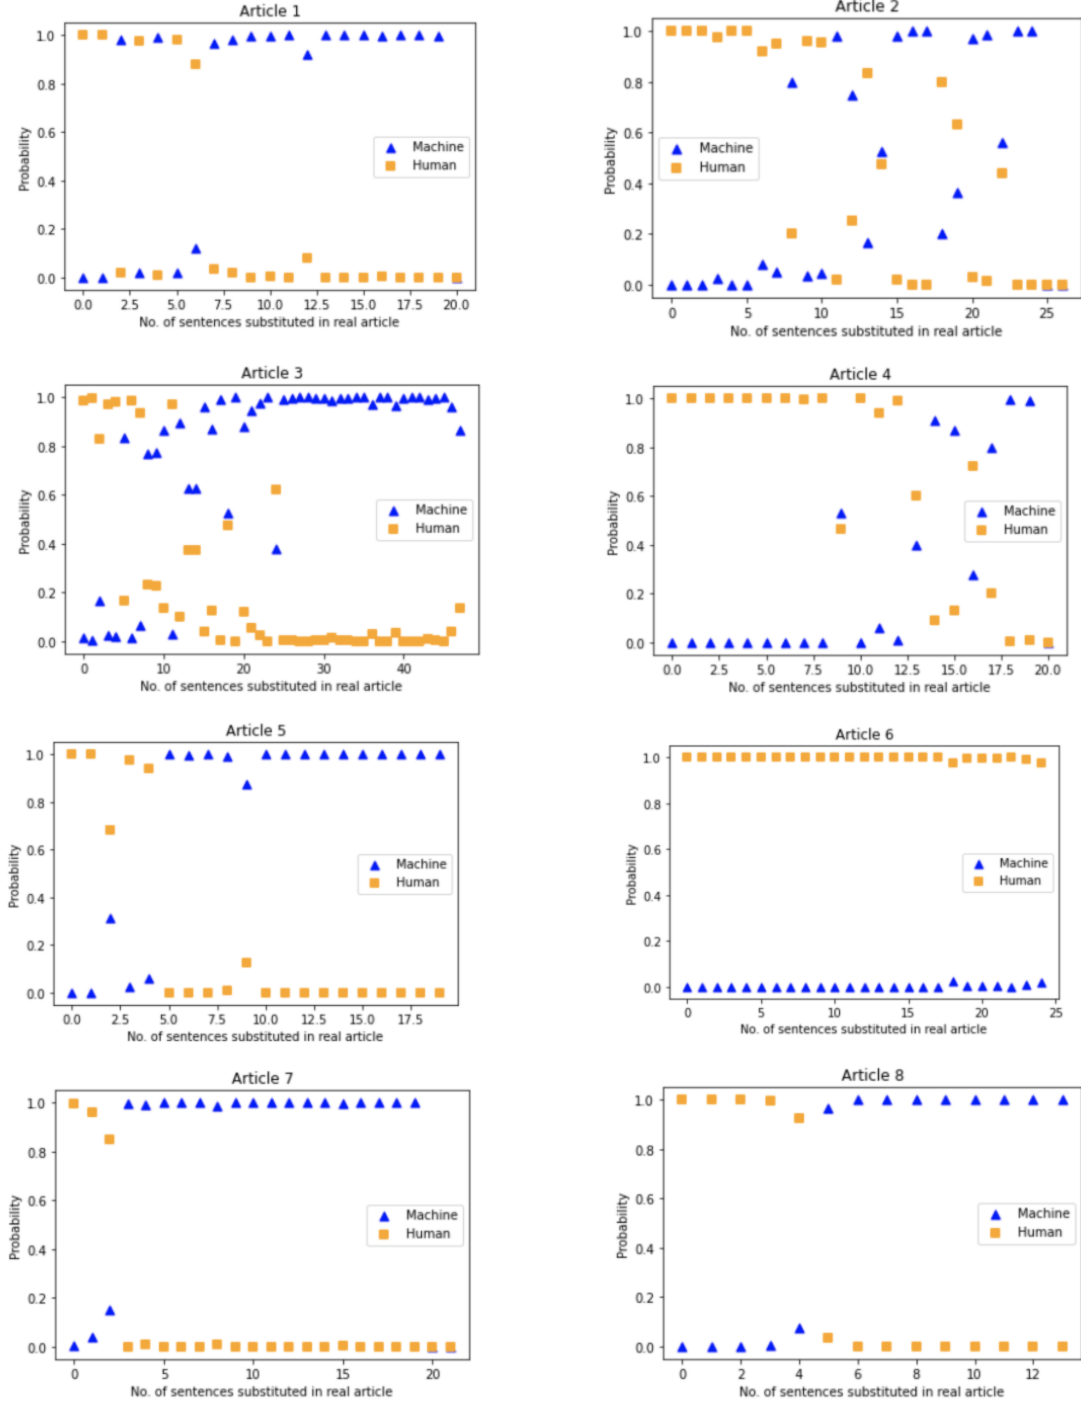 Article 1
1.0
0.8
0.6
0.4
0.2
0.0
Probability
Machine
Human
0.0 2.5 5.0 7.5 10.0 12.5 15.0 17.5 20.0
No. of sentences substituted in real article
Article 2
1.0
0.8
0.6
0.4
0.2
0.0
Probability
Machine
Human
0 5 10 15 20 25
No. of sentences substituted in real article
Article 3
1.0
0.8
0.6
0.4
0.2
0.0
Probability
Machine
Human
0 10 20 30 40
No. of sentences substituted in real article
Article 4
1.0
0.8
0.6
0.4
0.2
0.0
Probability
Machine
Human
0.0 2.5 5.0 7.5 10.0 12.5 15.0 17.5 20.0
No. of sentences substituted in real article
Article 5
1.0
0.8
0.6
0.4
0.2
0.0
Probability
Machine
Human
0.0 2.5 5.0 7.5 10.0 12.5 15.0 17.5
No. of sentences substituted in real article
Article 6
1.0
0.8
0.6
0.4
0.2
0.0
Probability
Machine
Human
0 5 10 15 20 25
No. of sentences substituted in real article
Article 7
1.0
0.8
0.6
0.4
0.2
0.0
Probability
Machine
Human
0 5 10 15 20
No. of sentences substituted in real article
Article 8
1.0
0.8
0.6
0.4
0.2
0.0
Probability
Machine
Human
0 2 4 6 8 10 12
No. of sentences substituted in real article